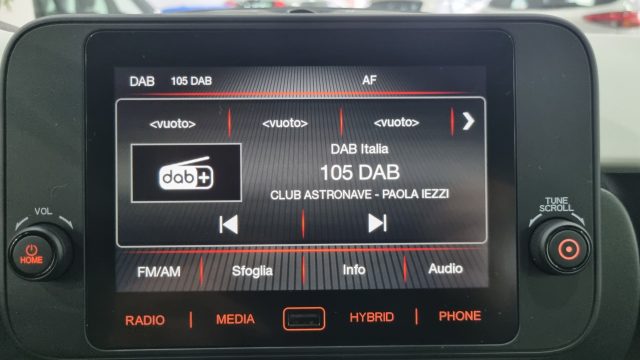 DAB 105 DAB AF
<vuoto> <vuoto> <vuoto>
DAB Italia
dab+
105 DAB
CLUB ASTRONAVE - PAOLA IEZZI
VOL
HOME
TUNE
SCROLL
FM/AM Sfoglia Info Audio
RADIO MEDIA HYBRID PHONE